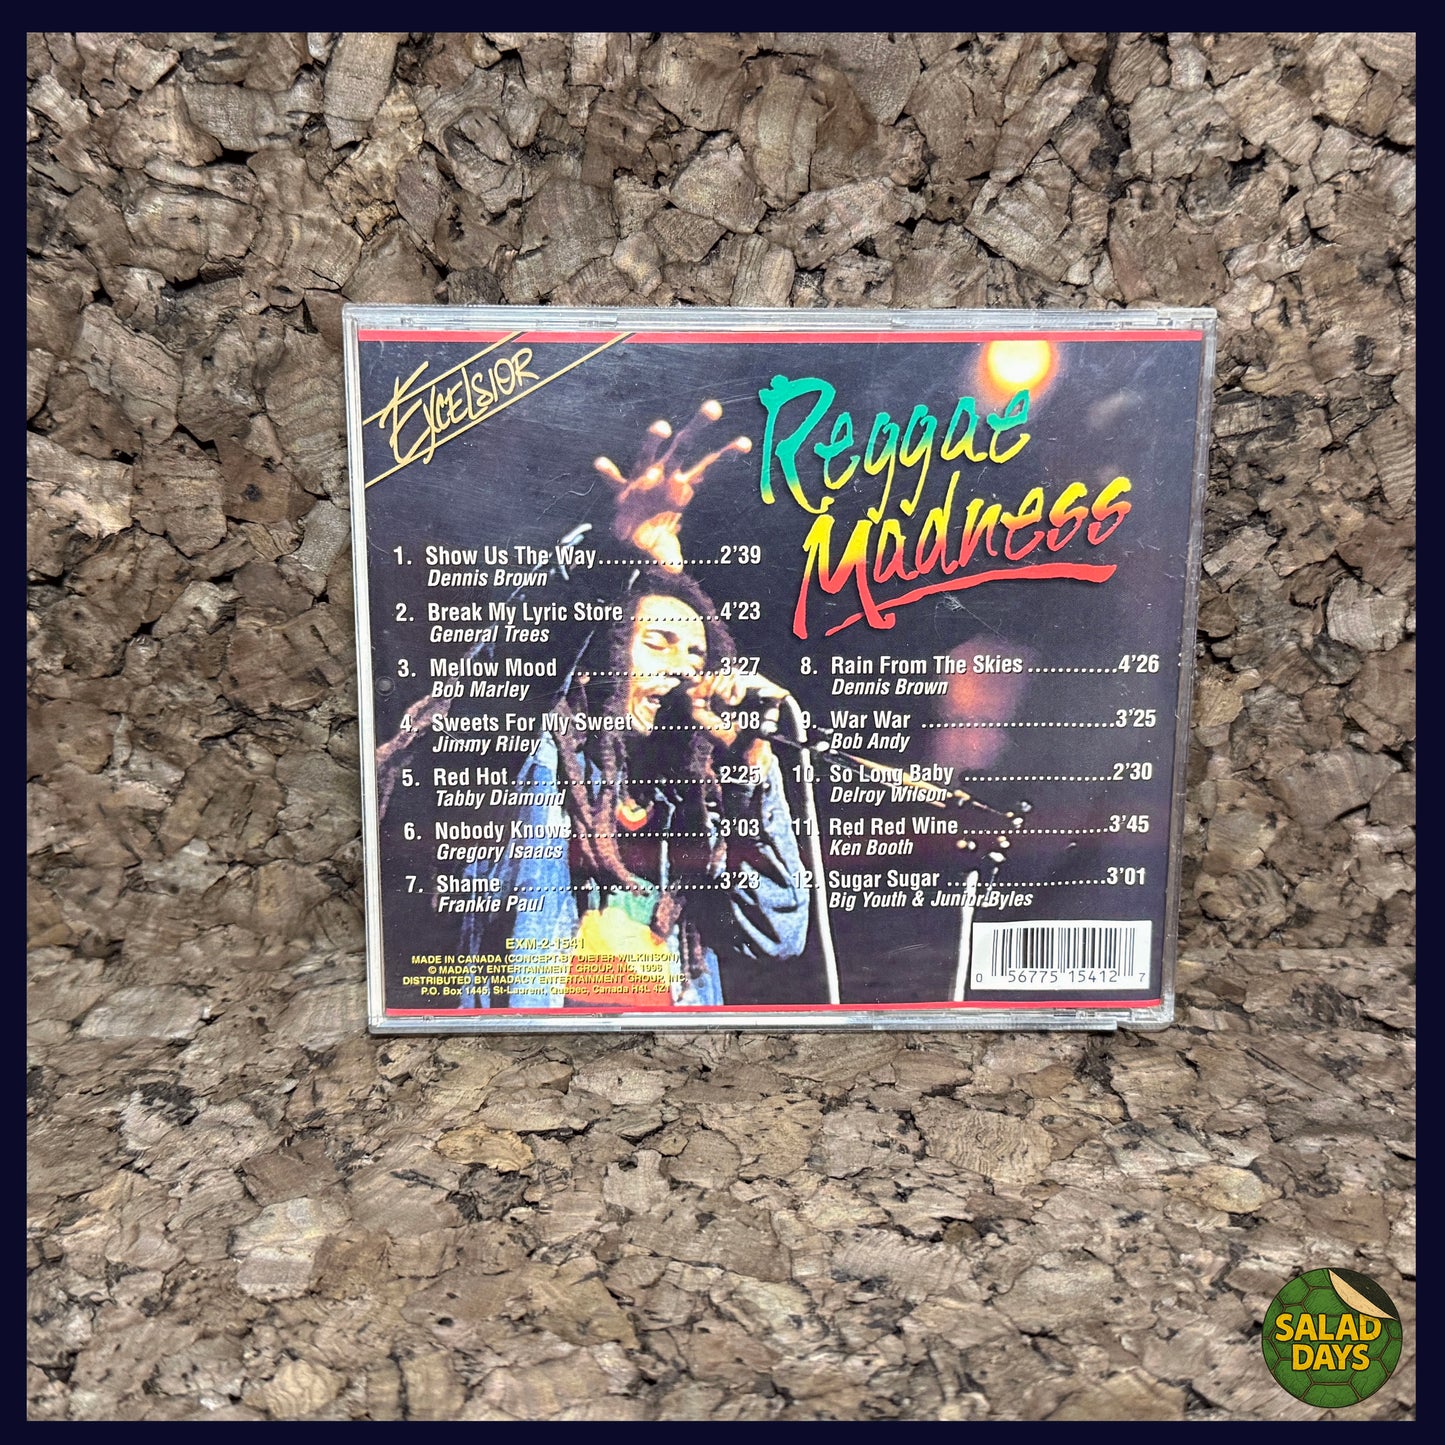 EXCELSIOR
Reggae
Madness
1. Show Us The Way................2'39
Dennis Brown
2. Break My Lyric Store ............4'23
General Trees
3. Mellow Mood ...................3'27
Bob Marley
4. Sweets For My Sweet ..........3'08
Jimmy Riley
5. Red Hot............................2'25
Tabby Diamond
6. Nobody Knows...................3'03
Gregory Isaacs
7. Shame ............................3'23
Frankie Paul
8. Rain From The Skies ............4'26
Dennis Brown
9. War War ..........................3'25
Bob Andy
10. So Long Baby ....................2'30
Delroy Wilson
11. Red Red Wine....................3'45
Ken Booth
12. Sugar Sugar .....................3'01
Big Youth & Junior Byles
EXM-2-1541
MADE IN CANADA (CONCEPT BY DIETER WILKINSON)
© MADACY ENTERTAINMENT GROUP, INC. 1998
DISTRIBUTED BY MADACY ENTERTAINMENT GROUP, INC.
P.O. Box 1445, St-Laurent, Quebec, Canada H4L 4Z1
0 56775 15412 7
SALAD
DAYS